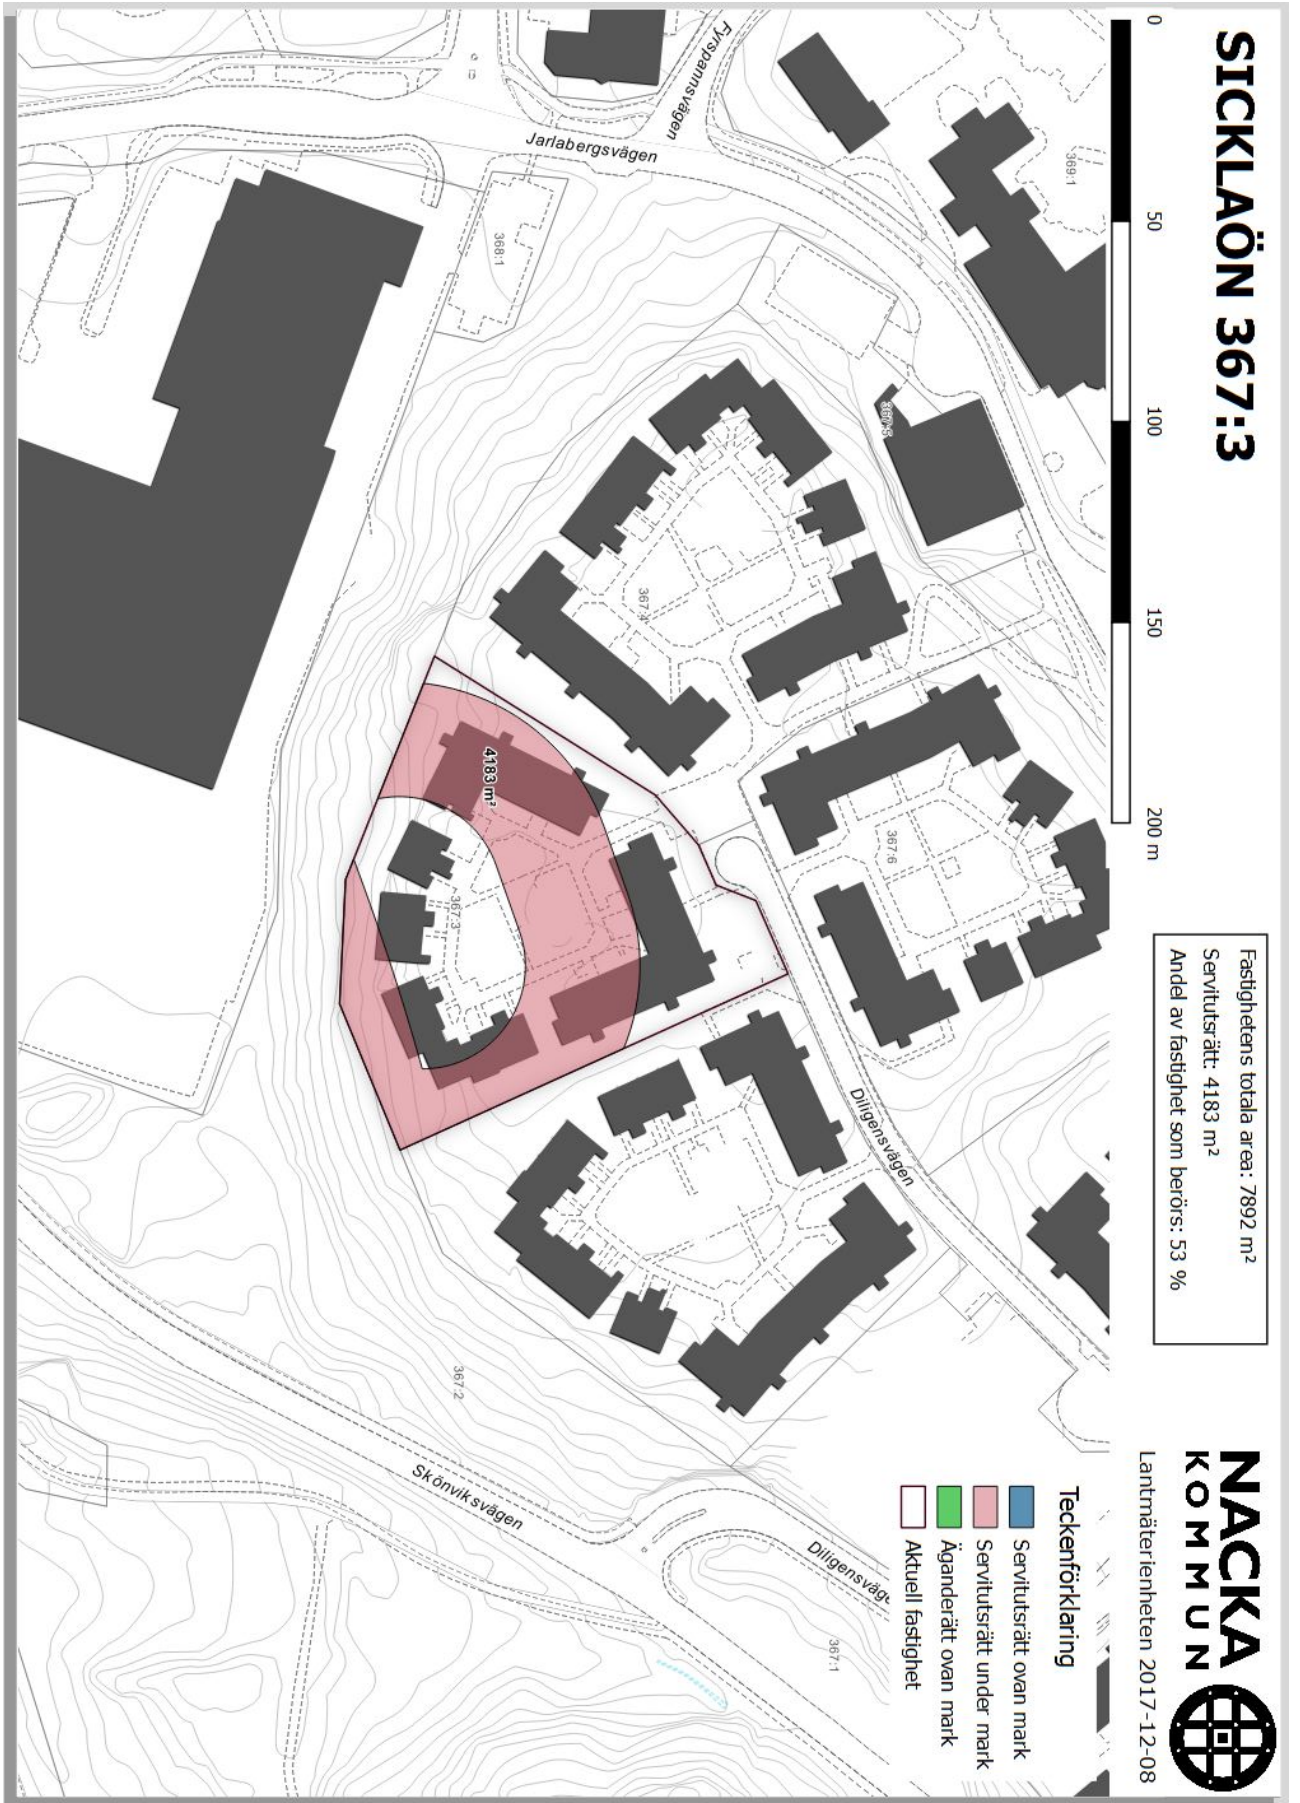 SICKLAÖN 367:3
Fastighetens totala area: 7892 m²
Servitutsrätt: 4183 m²
Andel av fastighet som berörs: 53 %
NACKA
KOMMUN
Lantmäterienheten 2017-12-08
0 50 100 150 200 m
Teckenförklaring
Servitutsrätt ovan mark
Servitutsrätt under mark
Äganderätt ovan mark
Aktuell fastighet
369:1
Fyrspannsvägen
Jarlabergsvägen
368:1
367:5
367:6
4183 m²
367:3
Diligensvägen
367:2
Skönviksvägen
Diligensväge
367:1